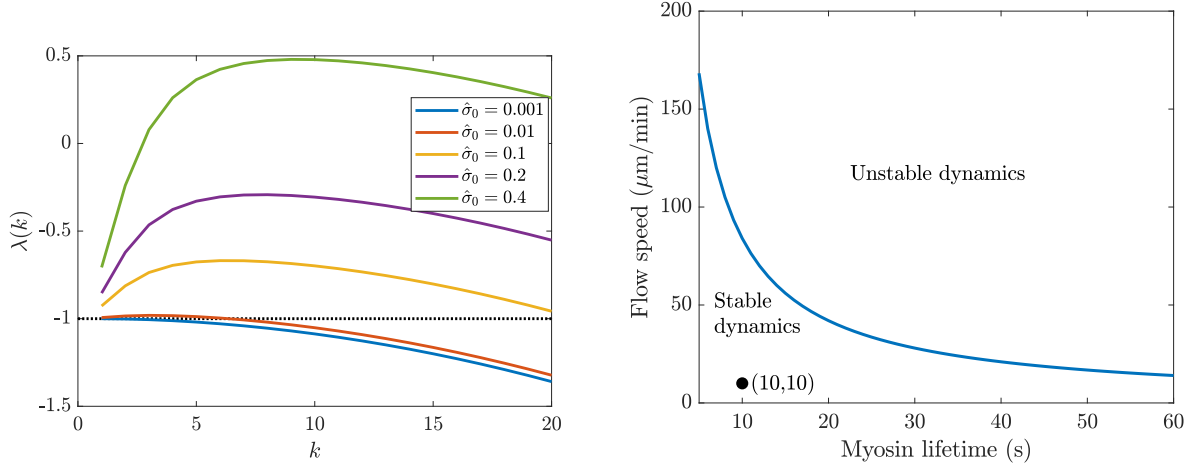 0.5
0
-0.5
-1
-1.5
λ(k)
0
5
10
15
20
k
σ̂₀ = 0.001
σ̂₀ = 0.01
σ̂₀ = 0.1
σ̂₀ = 0.2
σ̂₀ = 0.4
200
150
100
50
0
Flow speed (μm/min)
Unstable dynamics
Stable
dynamics
(10,10)
10
20
30
40
50
60
Myosin lifetime (s)